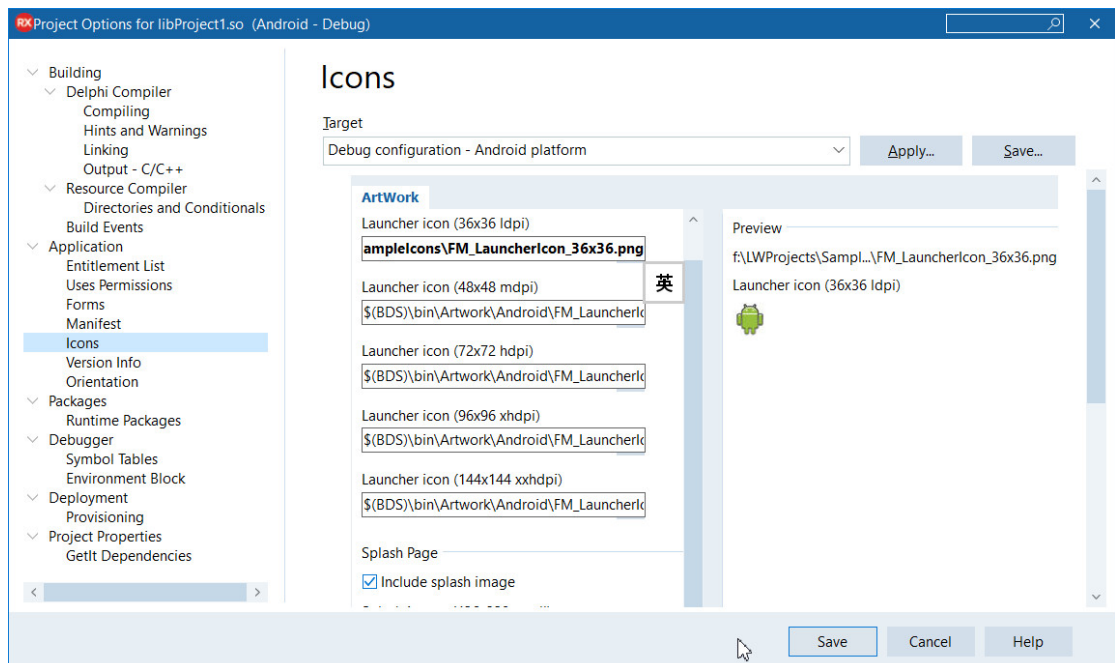 RX Project Options for libProject1.so (Android - Debug)
Building
Delphi Compiler
Compiling
Hints and Warnings
Linking
Output - C/C++
Resource Compiler
Directories and Conditionals
Build Events
Application
Entitlement List
Uses Permissions
Forms
Manifest
Icons
Version Info
Orientation
Packages
Runtime Packages
Debugger
Symbol Tables
Environment Block
Deployment
Provisioning
Project Properties
GetIt Dependencies
Icons
Target
Debug configuration - Android platform
Apply...
Save...
ArtWork
Launcher icon (36x36 ldpi)
ampleIcons\FM_LauncherIcon_36x36.png
英
Launcher icon (48x48 mdpi)
$(BDS)\bin\Artwork\Android\FM_LauncherIc
Launcher icon (72x72 hdpi)
$(BDS)\bin\Artwork\Android\FM_LauncherIc
Launcher icon (96x96 xhdpi)
$(BDS)\bin\Artwork\Android\FM_LauncherIc
Launcher icon (144x144 xxhdpi)
$(BDS)\bin\Artwork\Android\FM_LauncherIc
Splash Page
Include splash image
Preview
f:\LWProjects\Sampl...\FM_LauncherIcon_36x36.png
Launcher icon (36x36 ldpi)
Save
Cancel
Help